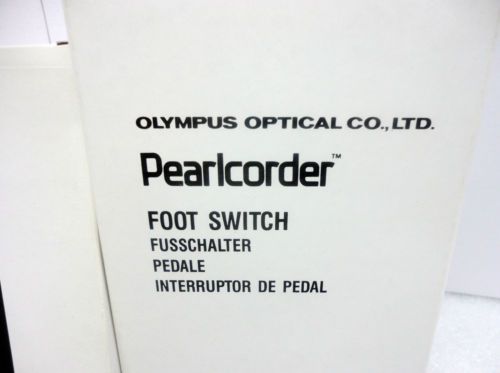 OLYMPUS OPTICAL CO., LTD.
Pearlcorder™
FOOT SWITCH
FUSSCHALTER
PEDALE
INTERRUPTOR DE PEDAL